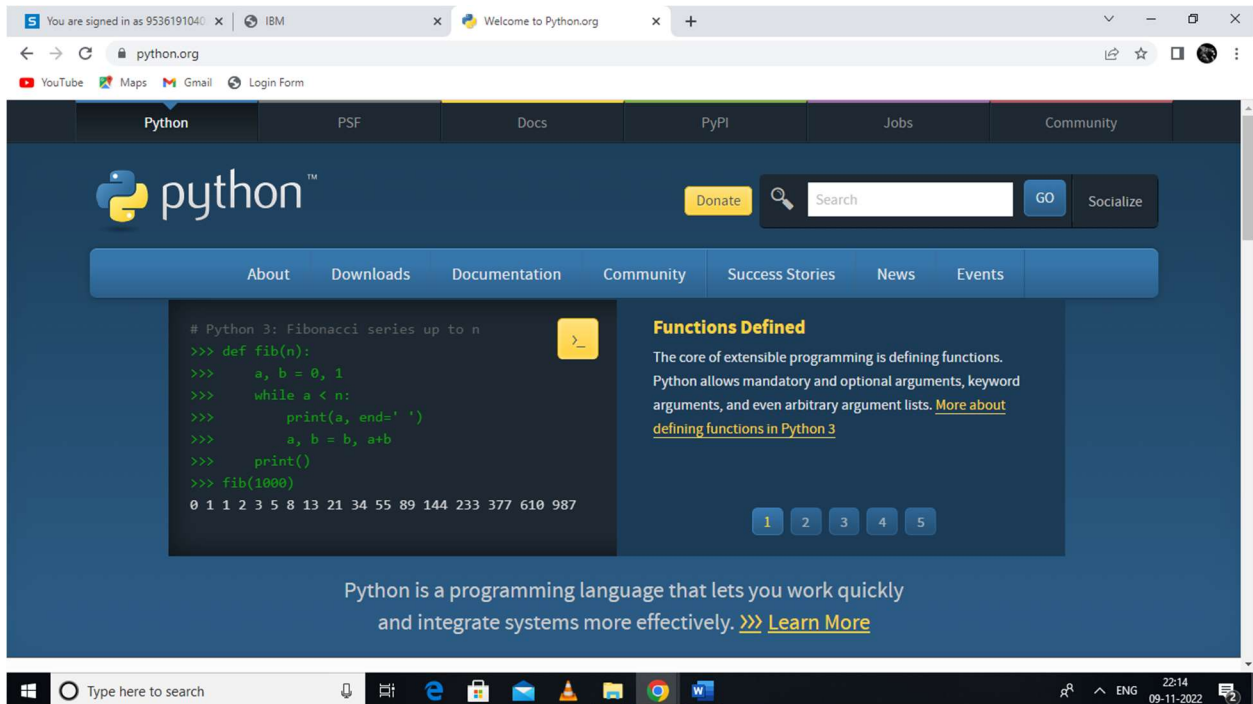 You are signed in as 9536191040
IBM
Welcome to Python.org
python.org
YouTube
Maps
Gmail
Login Form
Python
PSF
Docs
PyPI
Jobs
Community
python™
Donate
Search
GO
Socialize
About
Downloads
Documentation
Community
Success Stories
News
Events
# Python 3: Fibonacci series up to n
>>> def fib(n):
>>>     a, b = 0, 1
>>>     while a < n:
>>>         print(a, end=' ')
>>>         a, b = b, a+b
>>>     print()
>>> fib(1000)
0 1 1 2 3 5 8 13 21 34 55 89 144 233 377 610 987
>_
Functions Defined
The core of extensible programming is defining functions.
Python allows mandatory and optional arguments, keyword
arguments, and even arbitrary argument lists. More about
defining functions in Python 3
1 2 3 4 5
Python is a programming language that lets you work quickly
and integrate systems more effectively. >>> Learn More
Type here to search
ENG
22:14
09-11-2022
2